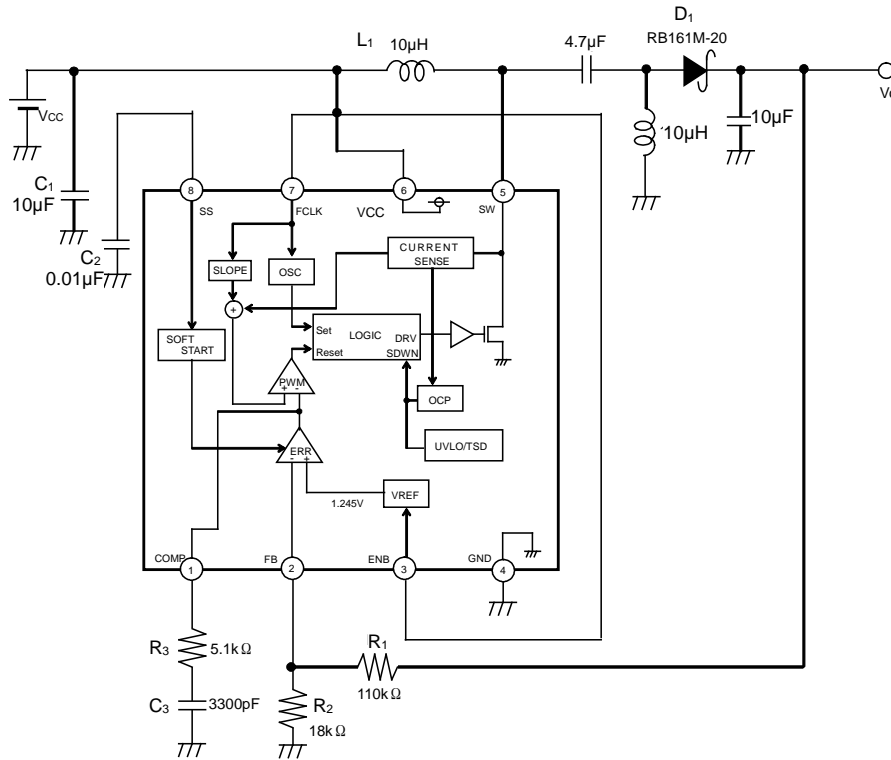 D1
RB161M-20
L1
10μH
4.7μF
Vcc
10μH
10μF
C1
10μF
8
7
6
5
SS
FCLK
VCC
SW
C2
0.01μF
SLOPE
OSC
CURRENT
SENSE
+
SOFT
START
Set
LOGIC
DRV
Reset
SDWN
PWM
+ -
OCP
ERR
- +
UVLO/TSD
1.245V
VREF
COMP
FB
ENB
GND
1
2
3
4
R3
5.1kΩ
R1
110kΩ
C3
3300pF
R2
18kΩ